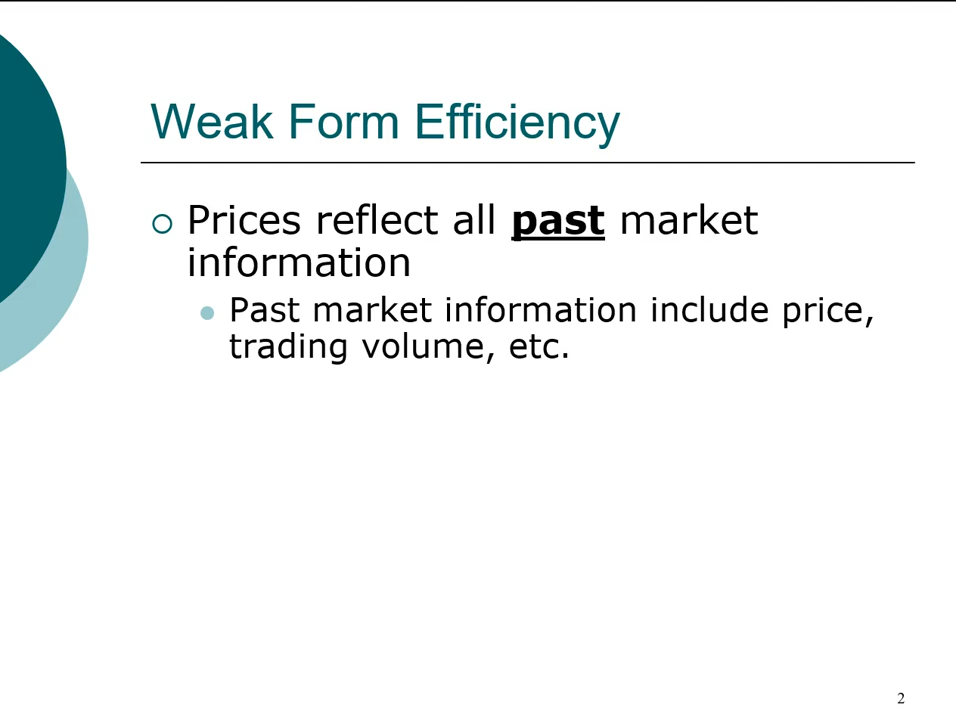 Weak Form Efficiency
Prices reflect all past market
information
Past market information include price,
trading volume, etc.
2